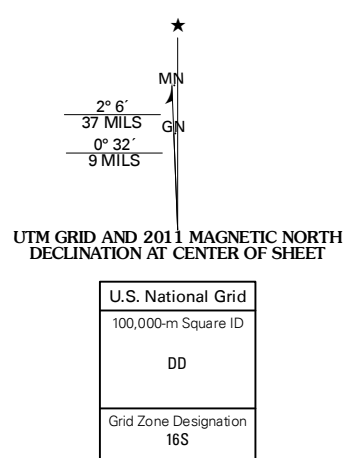 ★
MN
2° 6´
37 MILS
GN
0° 32´
9 MILS
UTM GRID AND 2011 MAGNETIC NORTH
DECLINATION AT CENTER OF SHEET
U.S. National Grid
100,000-m Square ID
DD
Grid Zone Designation
16S